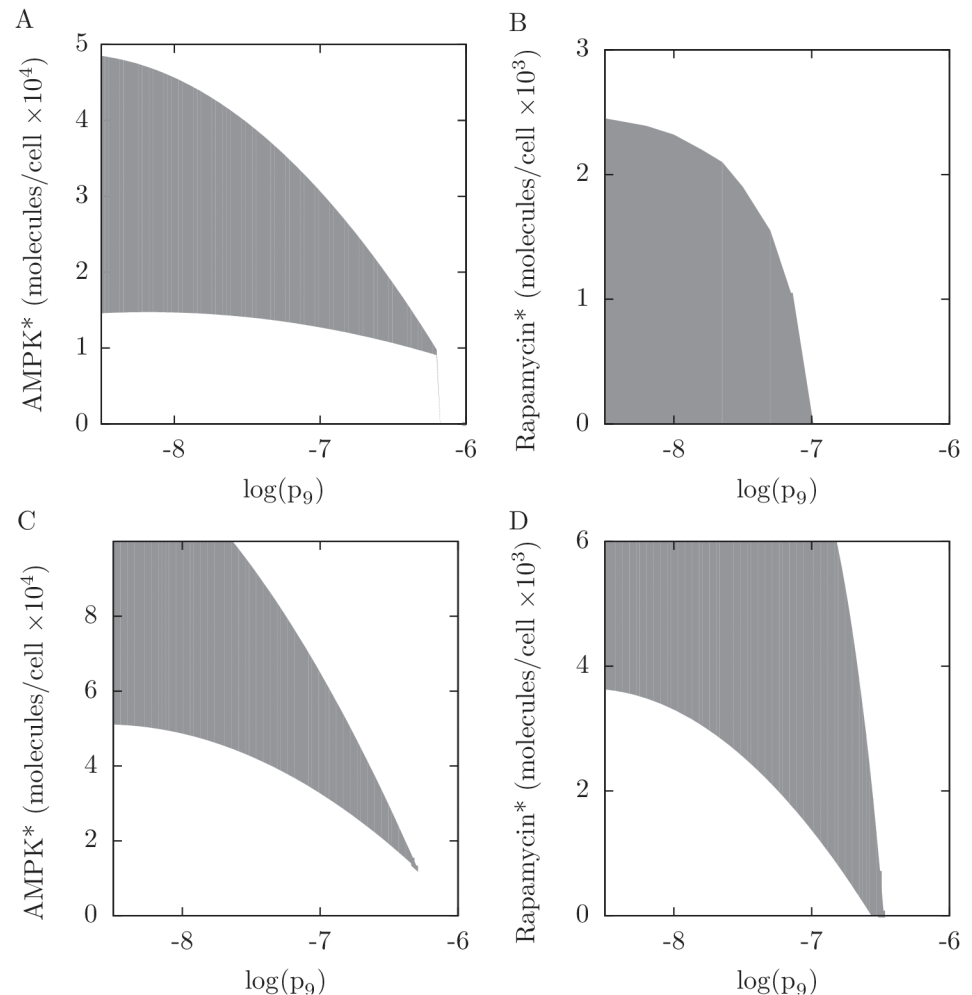 A
AMPK* (molecules/cell ×10⁴)
5
4
3
2
1
0
-8
-7
-6
log(p₉)
B
Rapamycin* (molecules/cell ×10³)
3
2
1
0
-8
-7
-6
log(p₉)
C
AMPK* (molecules/cell ×10⁴)
8
6
4
2
0
-8
-7
-6
log(p₉)
D
Rapamycin* (molecules/cell ×10³)
6
4
2
0
-8
-7
-6
log(p₉)